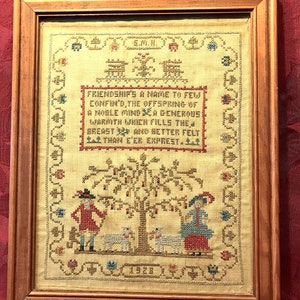 E.M.H.
FRIENDSHIP'S A NAME TO FEW
CONFIN'D, THE OFFSPRING OF
A NOBLE MIND A GENEROUS
WARMTH WHICH FILLS THE
BREAST AND BETTER FELT
THAN E'ER EXPREST.
1928